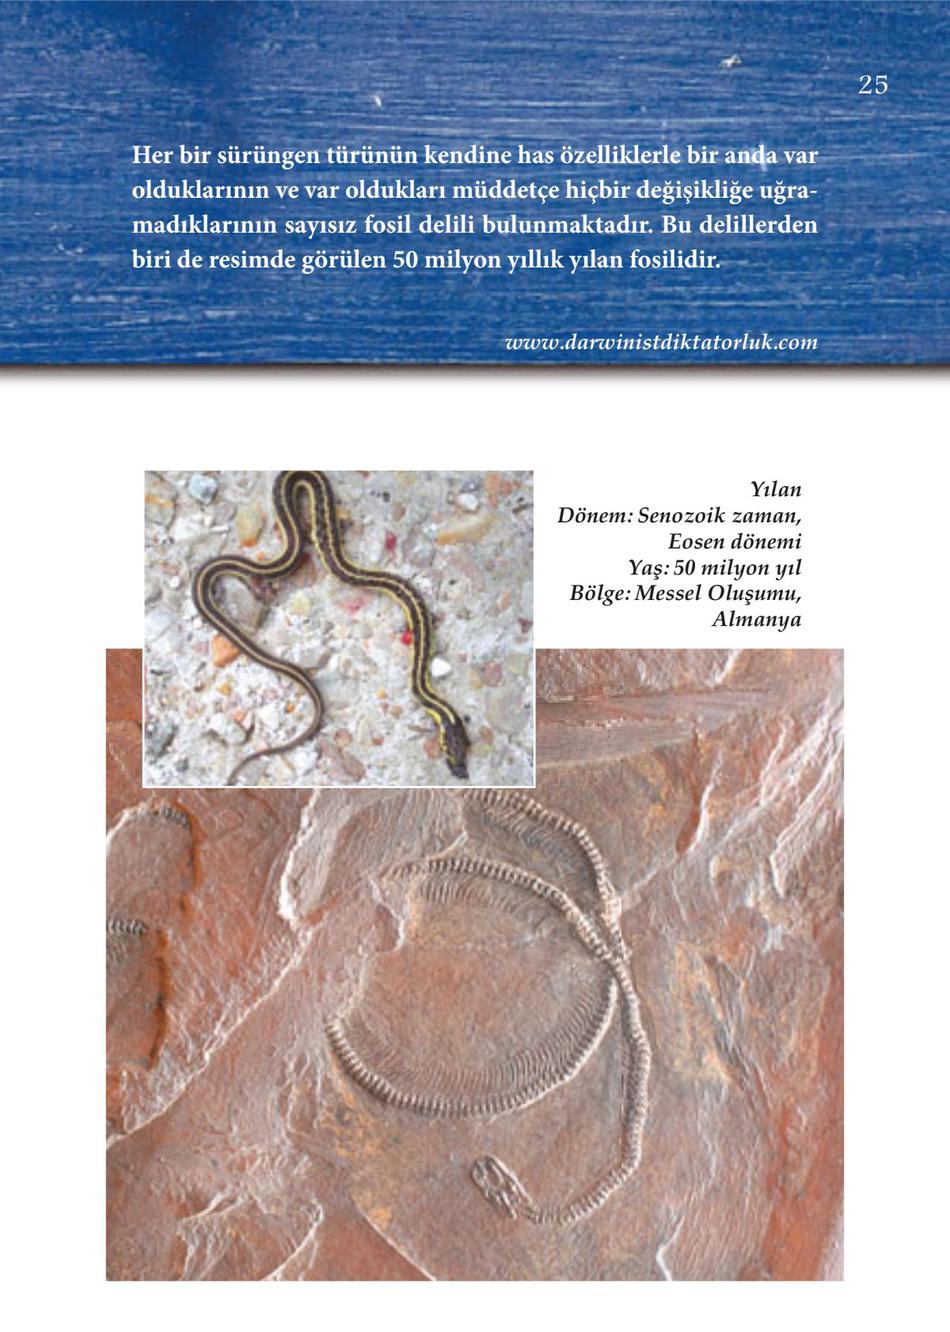 25
Her bir sürüngen türünün kendine has özelliklerle bir anda var
olduklarının ve var oldukları müddetçe hiçbir değişikliğe uğra-
madıklarının sayısız fosil delili bulunmaktadır. Bu delillerden
biri de resimde görülen 50 milyon yıllık yılan fosilidir.
www.darwinistdiktatorluk.com
Yılan
Dönem: Senozoik zaman,
Eosen dönemi
Yaş: 50 milyon yıl
Bölge: Messel Oluşumu,
Almanya